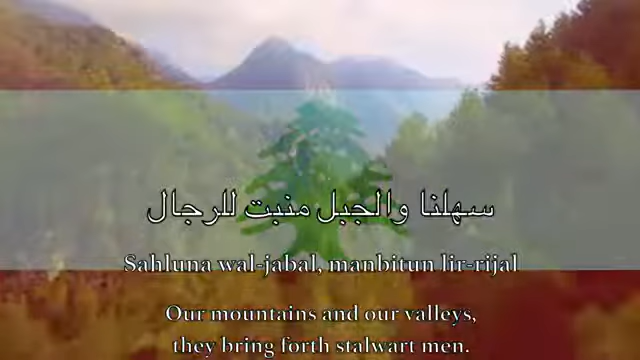 سهلنا والجبل منبت للرجال
Sahluna wal-jabal, manbitun lir-rijal
Our mountains and our valleys,
they bring forth stalwart men.